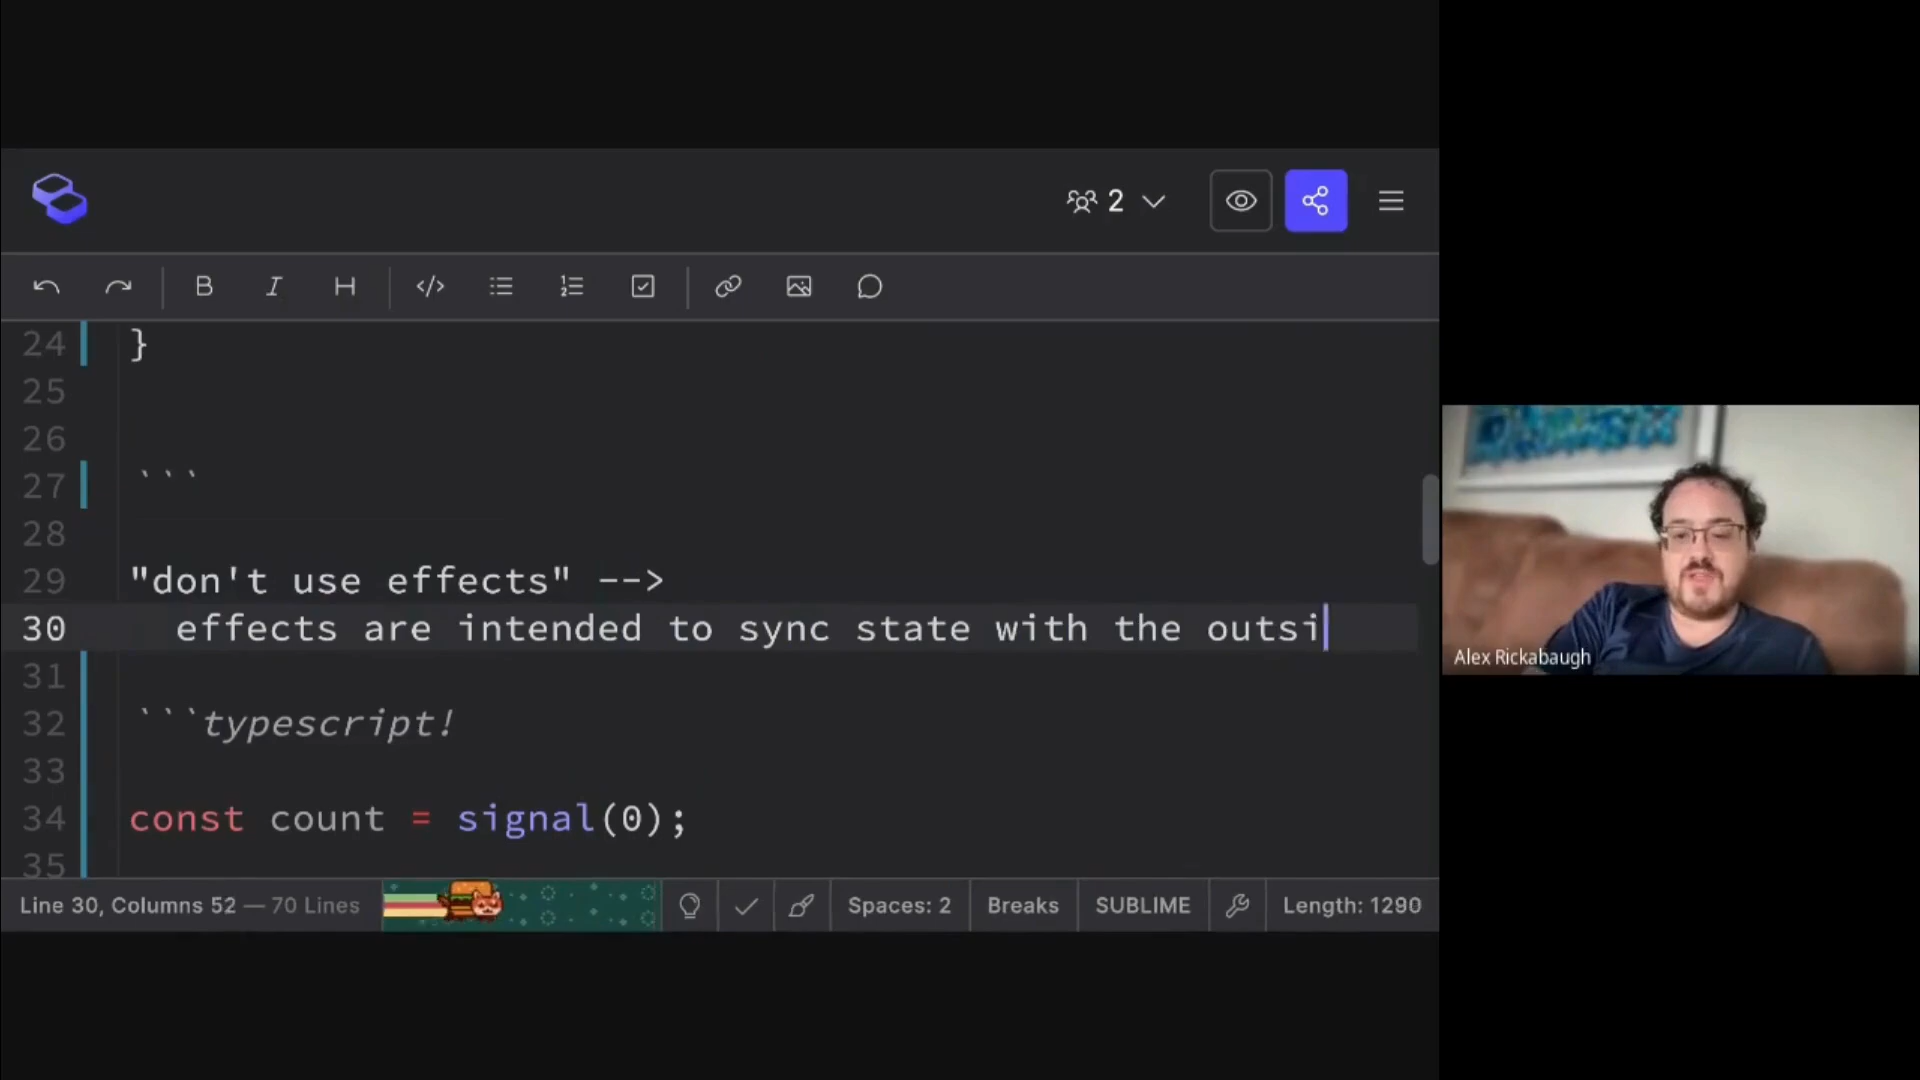 2
24 }
25
26
27 ```
28
29 "don't use effects" -->
30 effects are intended to sync state with the outsi
31
32 ```typescript!
33
34 const count = signal(0);
35
Line 30, Columns 52 — 70 Lines
Spaces: 2
Breaks
SUBLIME
Length: 1290
Alex Rickabaugh